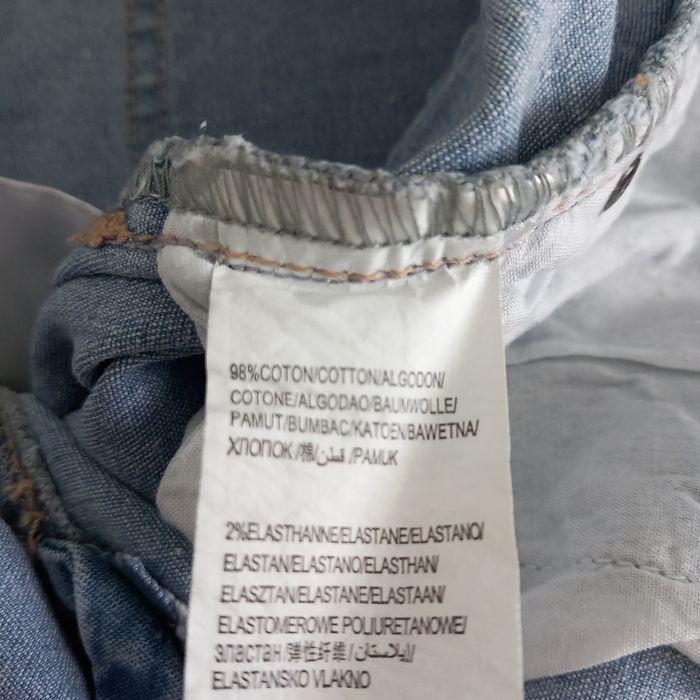 98%COTON/COTTON/ALGODON/
COTONE/ALGODAO/BAUMWOLLE/
PAMUT/BUMBAC/KATOEN/BAWETNA/
ХЛОПОК/棉/قطن/PAMUK
2%ELASTHANNE/ELASTANE/ELASTANO/
ELASTAN/ELASTANO/ELASTHAN/
ELASZTAN/ELASTANE/ELASTAAN/
ELASTOMEROWE POLIURETANOWE/
эластан/弹性纤维/إيلاستان/
ELASTANSKO VLAKNO